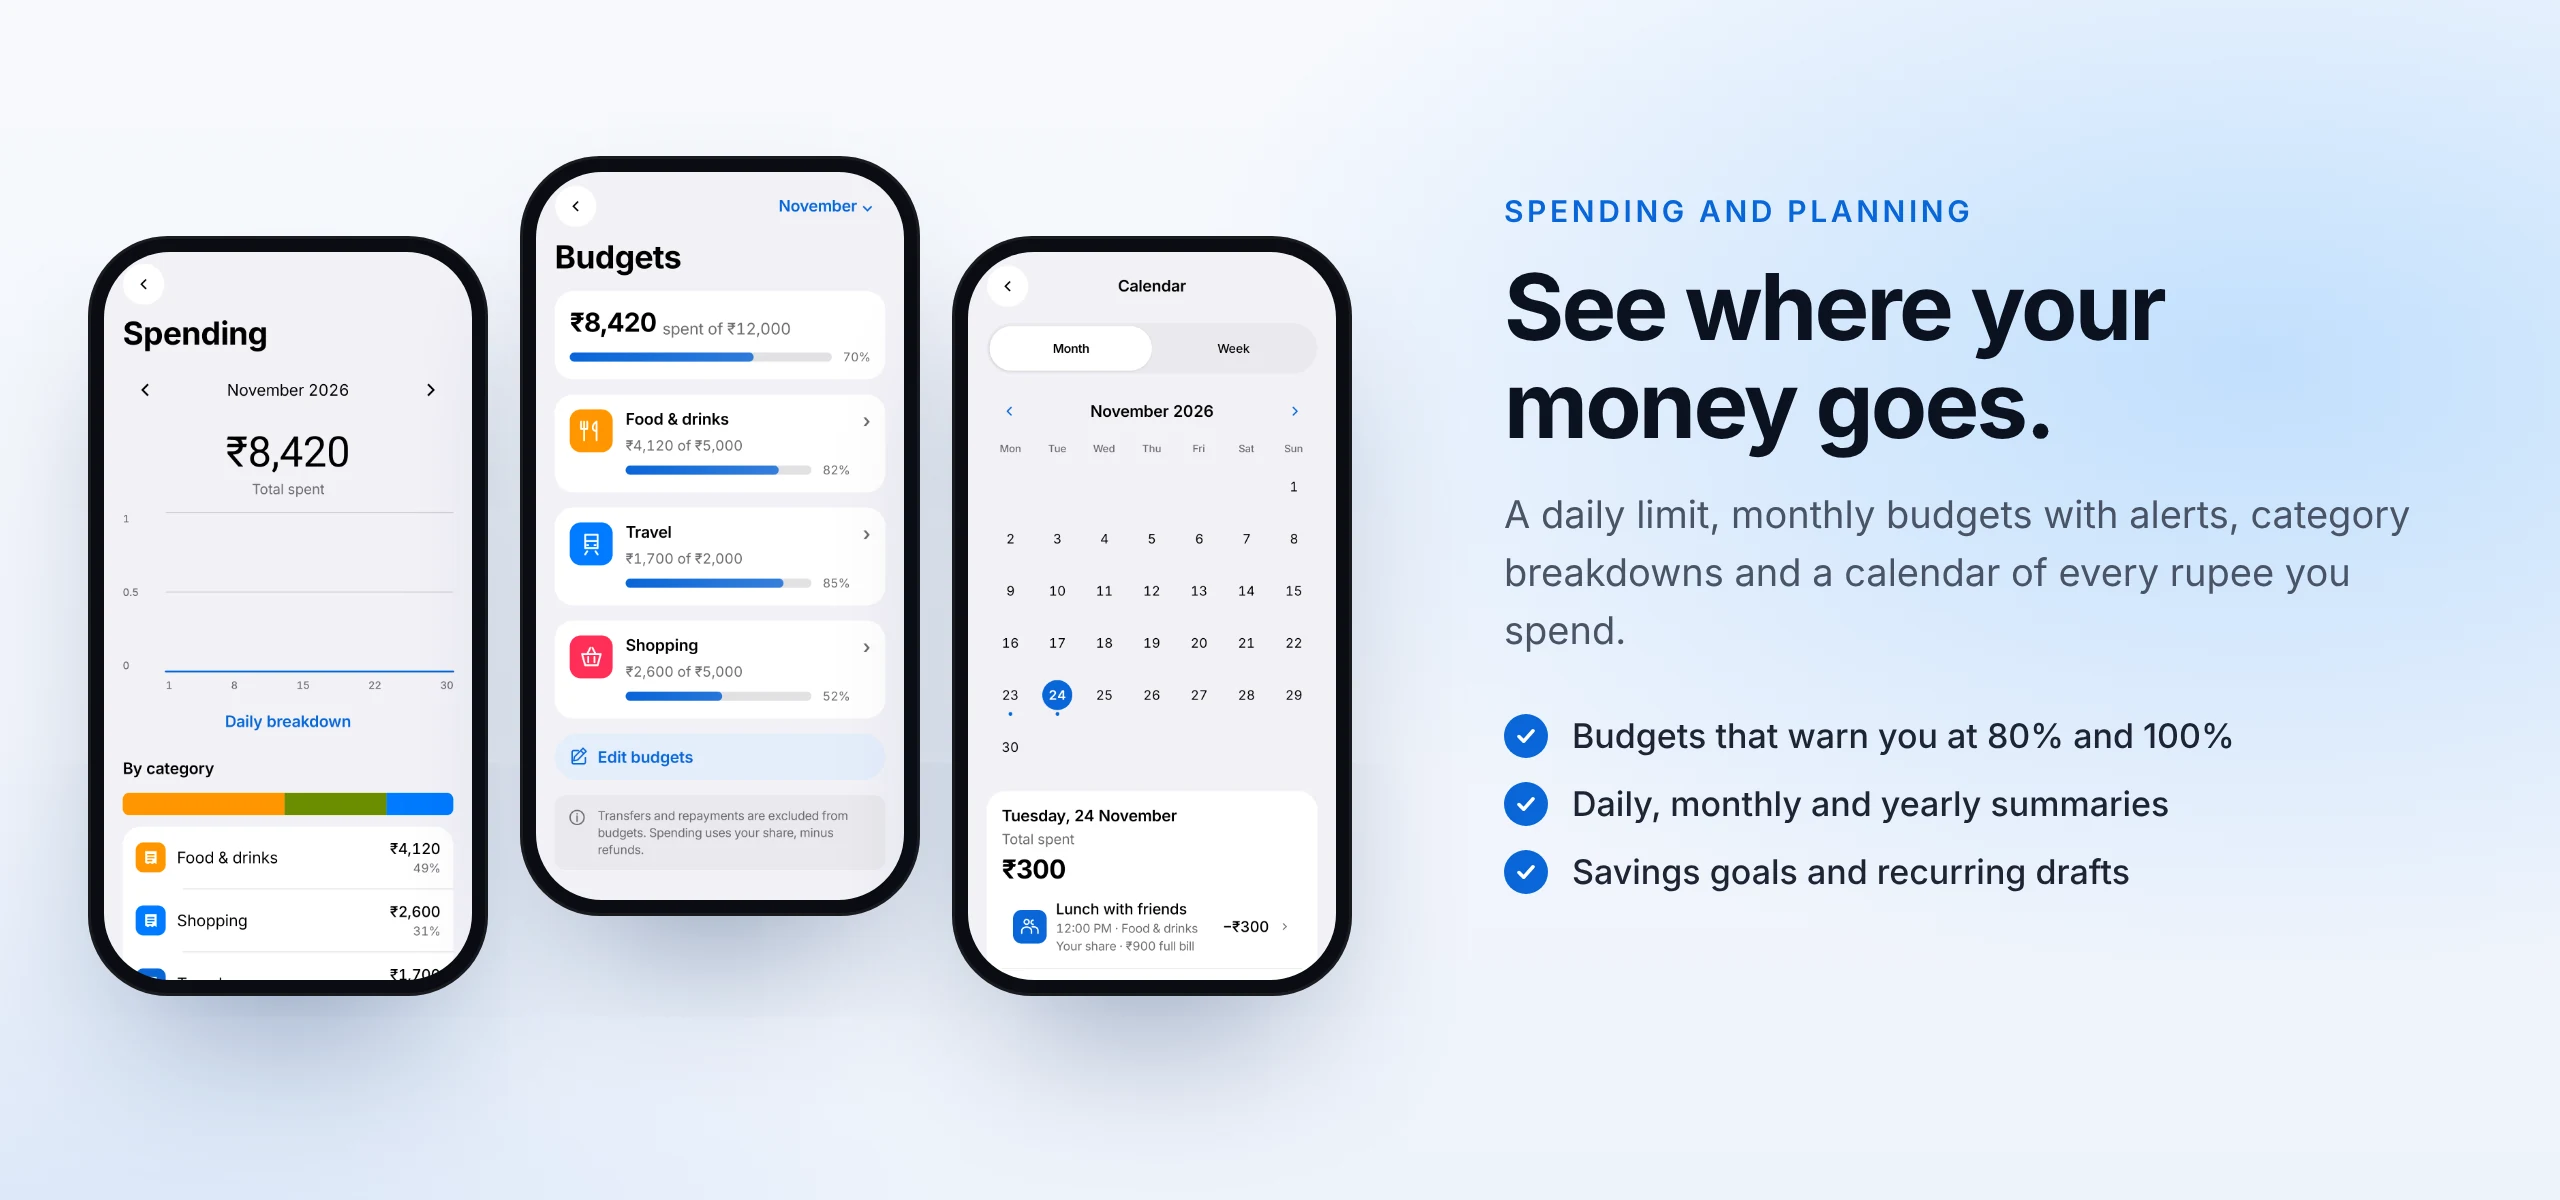 Spending
November 2026
₹8,420
Total spent
1
0.5
0
1 8 15 22 30
Daily breakdown
By category
Food & drinks ₹4,120
49%
Shopping ₹2,600
31%
₹1,700
November
Budgets
₹8,420 spent of ₹12,000
70%
Food & drinks
₹4,120 of ₹5,000
82%
Travel
₹1,700 of ₹2,000
85%
Shopping
₹2,600 of ₹5,000
52%
Edit budgets
Transfers and repayments are excluded from
budgets. Spending uses your share, minus
refunds.
Calendar
Month Week
November 2026
Mon Tue Wed Thu Fri Sat Sun
1
2 3 4 5 6 7 8
9 10 11 12 13 14 15
16 17 18 19 20 21 22
23 24 25 26 27 28 29
30
Tuesday, 24 November
Total spent
₹300
Lunch with friends
12:00 PM · Food & drinks
Your share · ₹900 full bill
−₹300
SPENDING AND PLANNING
See where your
money goes.
A daily limit, monthly budgets with alerts, category
breakdowns and a calendar of every rupee you
spend.
Budgets that warn you at 80% and 100%
Daily, monthly and yearly summaries
Savings goals and recurring drafts